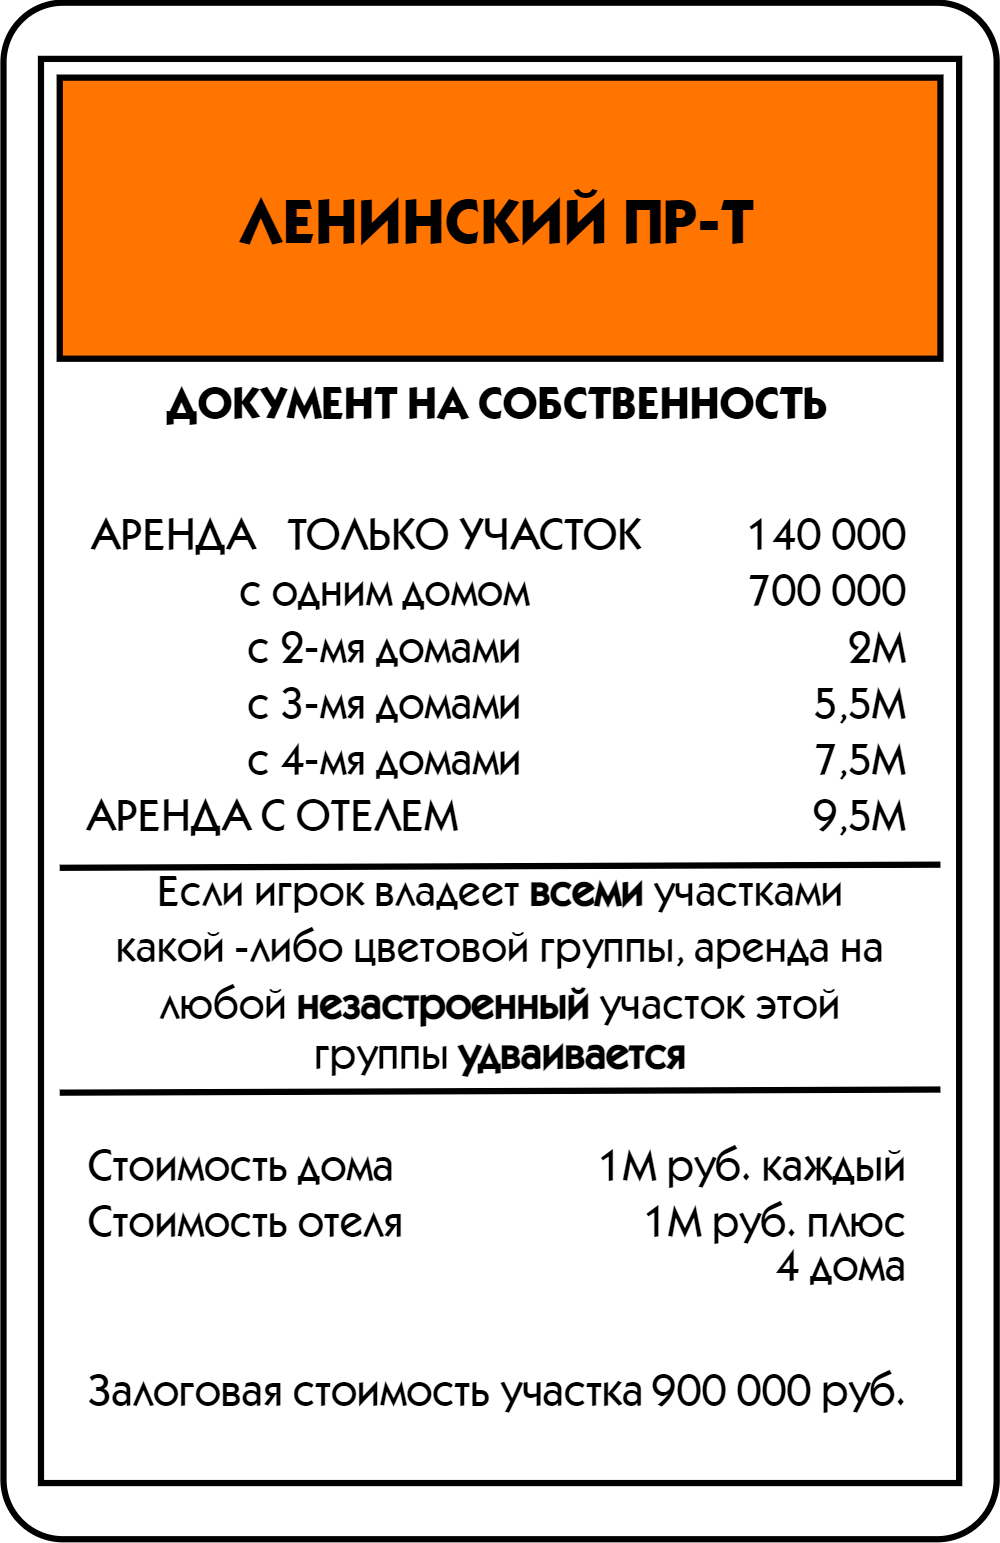 ЛЕНИНСКИЙ ПР-Т
ДОКУМЕНТ НА СОБСТВЕННОСТЬ
АРЕНДА ТОЛЬКО УЧАСТОК 140 000
с одним домом 700 000
с 2-мя домами 2М
с 3-мя домами 5,5М
с 4-мя домами 7,5М
АРЕНДА С ОТЕЛЕМ 9,5М
Если игрок владеет всеми участками
какой -либо цветовой группы, аренда на
любой незастроенный участок этой
группы удваивается
Стоимость дома 1М руб. каждый
Стоимость отеля 1М руб. плюс
4 дома
Залоговая стоимость участка 900 000 руб.